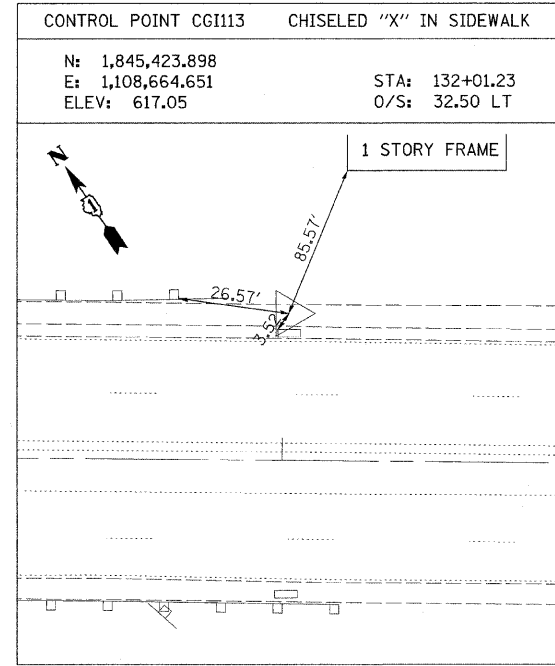 CONTROL POINT CGI113 CHISELED "X" IN SIDEWALK
N: 1,845,423.898
E: 1,108,664.651
ELEV: 617.05
STA: 132+01.23
O/S: 32.50 LT
1 STORY FRAME
N
85.57'
26.57'
3.52